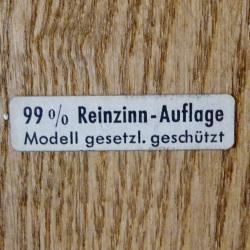 99 % Reinzinn-Auflage
Modell gesetzl. geschützt